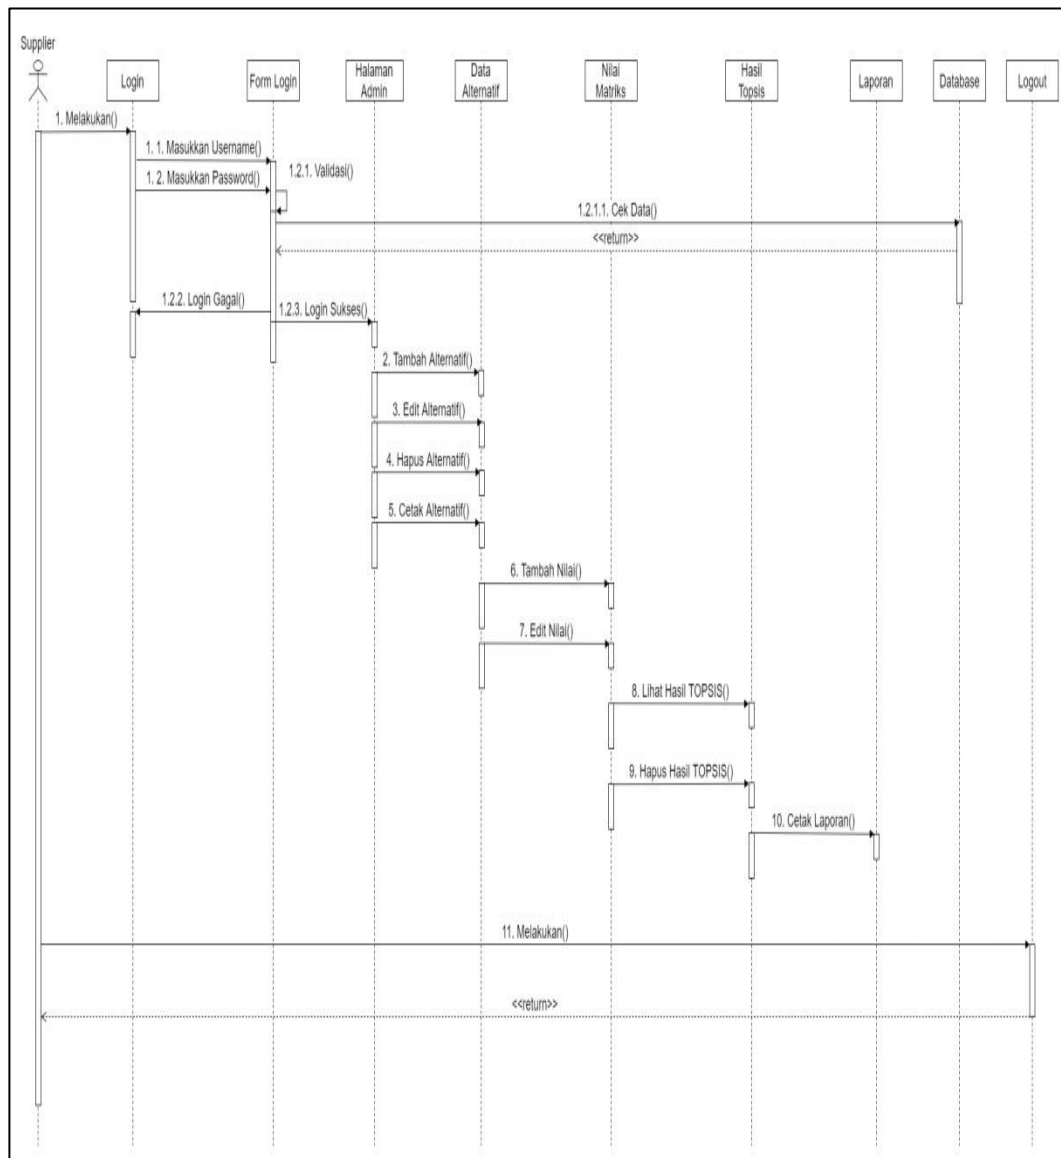 Supplier
Login
Form Login
Halaman
Admin
Data
Alternatif
Nilai
Matriks
Hasil
Topsis
Laporan
Database
Logout
1. Melakukan()
1. 1. Masukkan Username()
1.2.1. Validasi()
1. 2. Masukkan Password()
1.2.1.1. Cek Data()
<<return>>
1.2.2. Login Gagal()
1.2.3. Login Sukses()
2. Tambah Alternatif()
3. Edit Alternatif()
4. Hapus Alternatif()
5. Cetak Alternatif()
6. Tambah Nilai()
7. Edit Nilai()
8. Lihat Hasil TOPSIS()
9. Hapus Hasil TOPSIS()
10. Cetak Laporan()
11. Melakukan()
<<return>>